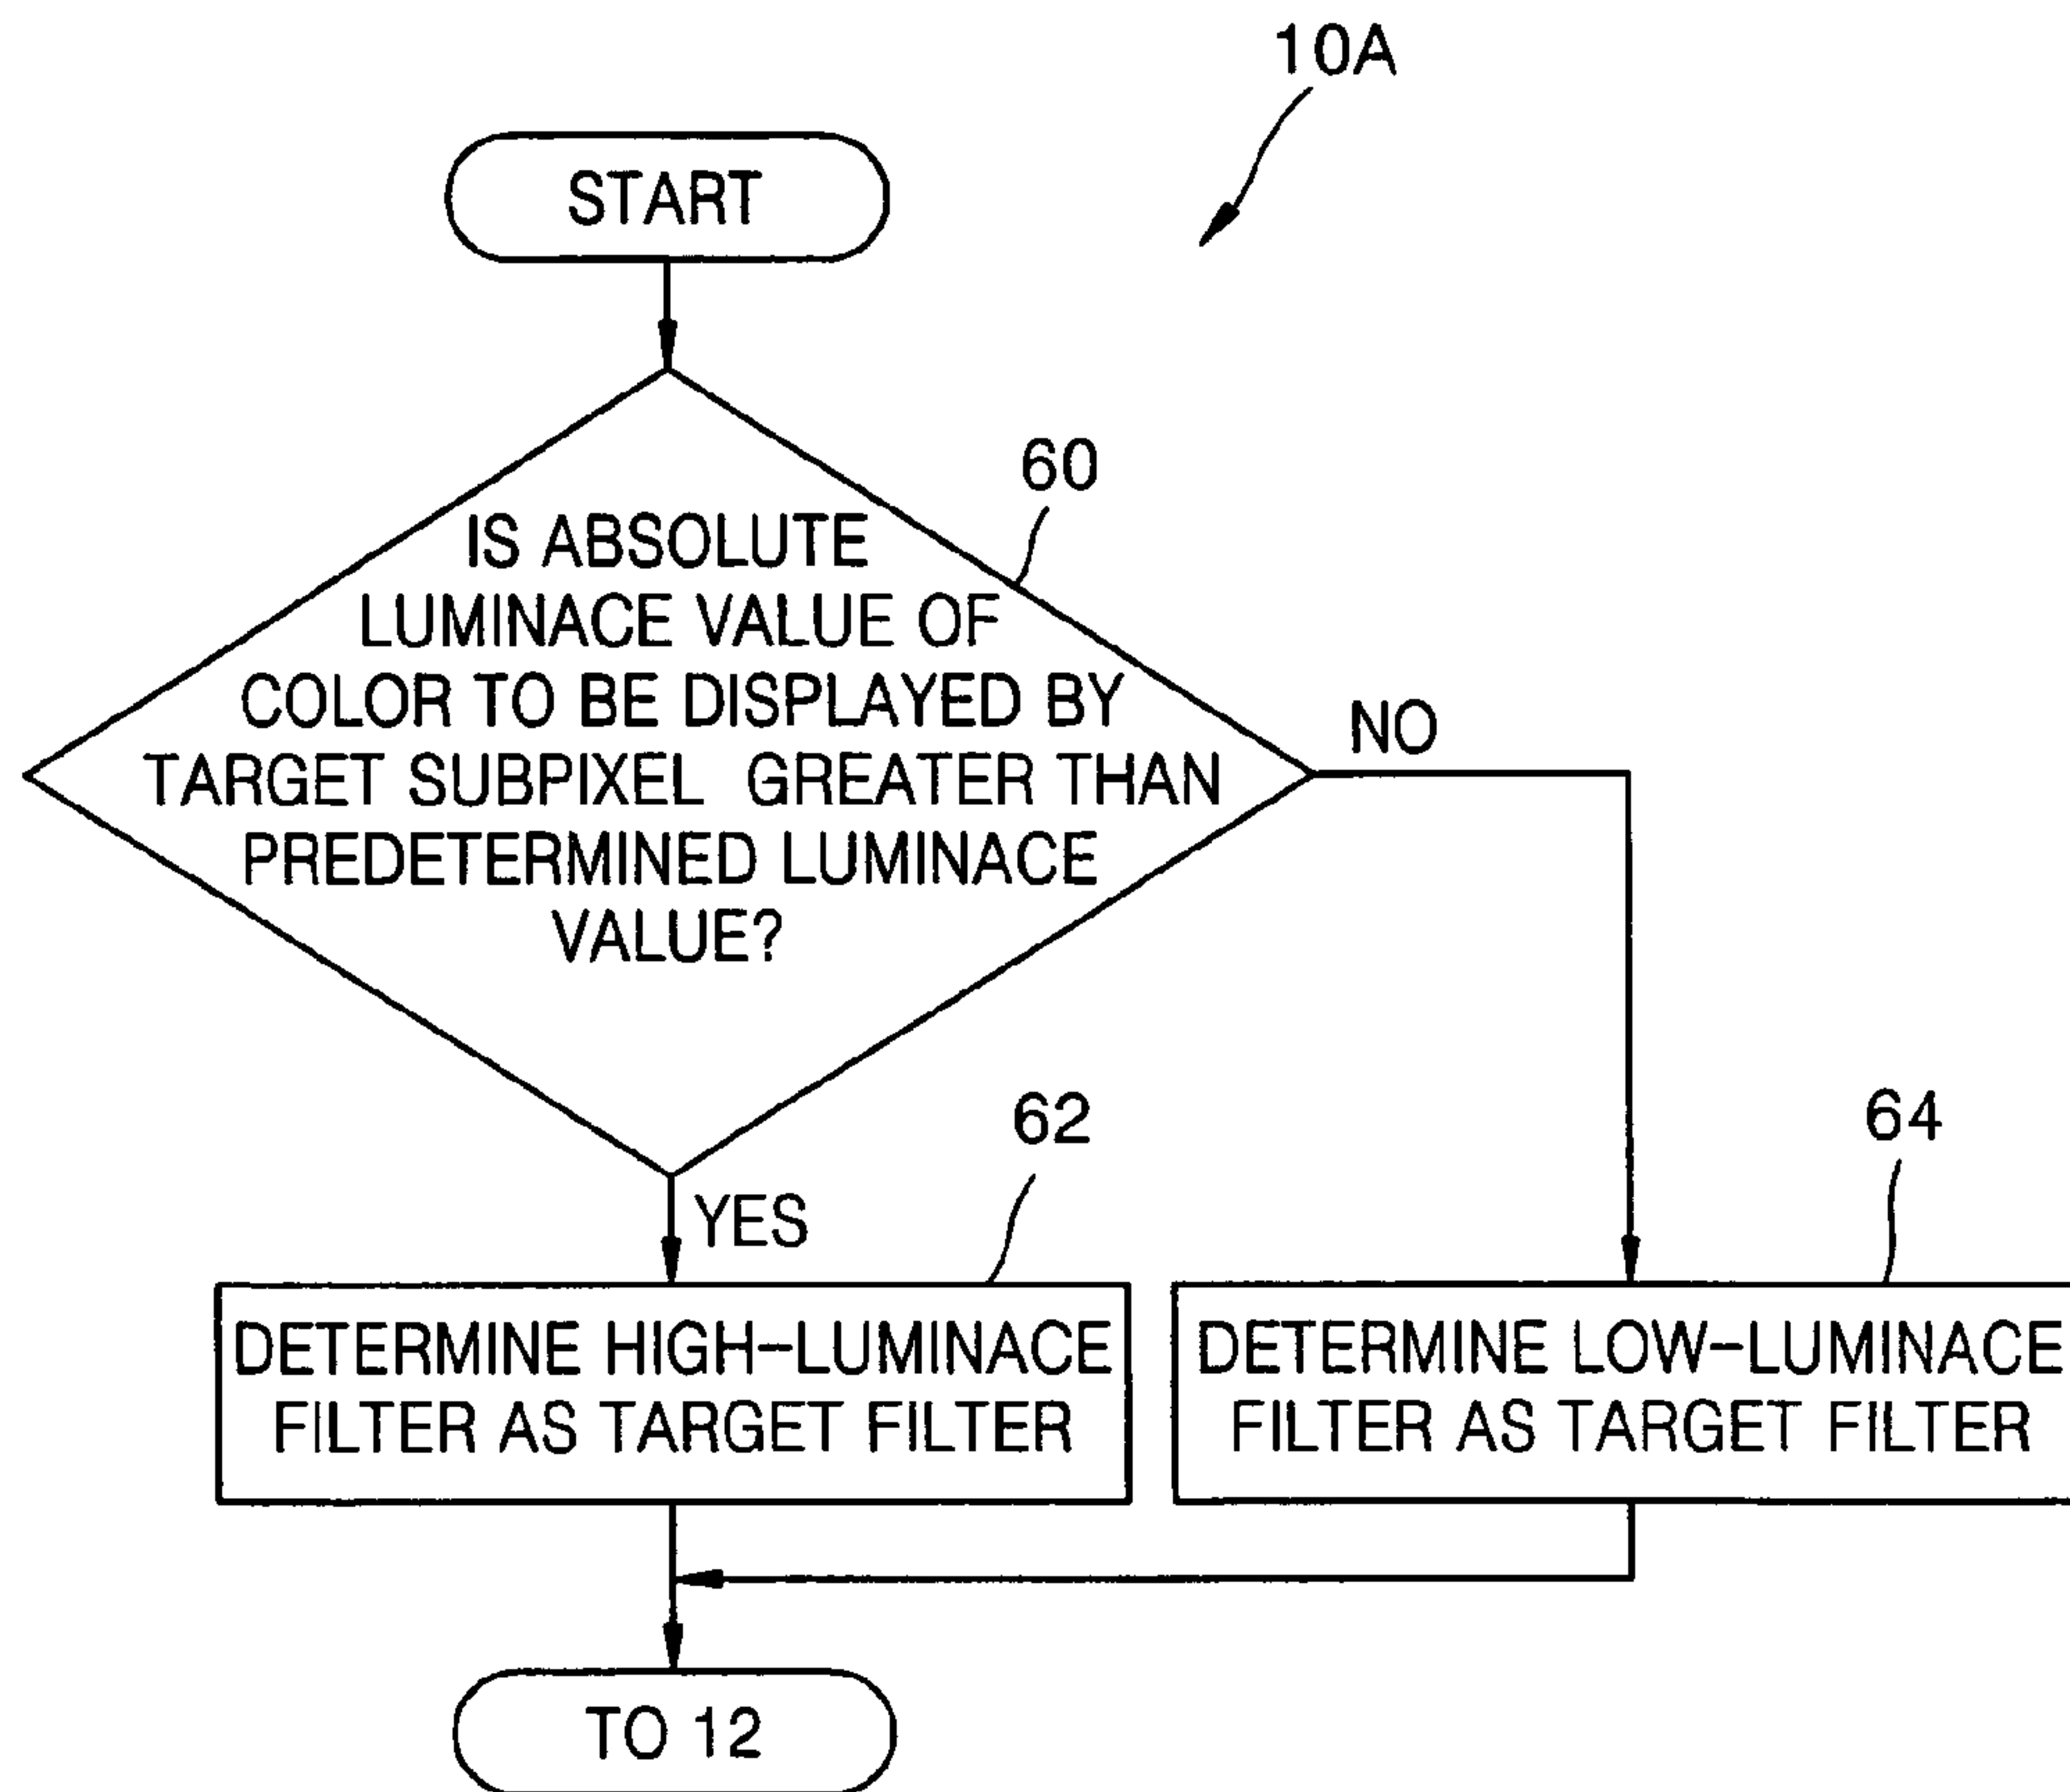 10A
START
60
IS ABSOLUTE
LUMINACE VALUE OF
COLOR TO BE DISPLAYED BY
TARGET SUBPIXEL GREATER THAN
PREDETERMINED LUMINACE
VALUE?
NO
YES
62
64
DETERMINE HIGH-LUMINACE
FILTER AS TARGET FILTER
DETERMINE LOW-LUMINACE
FILTER AS TARGET FILTER
TO 12